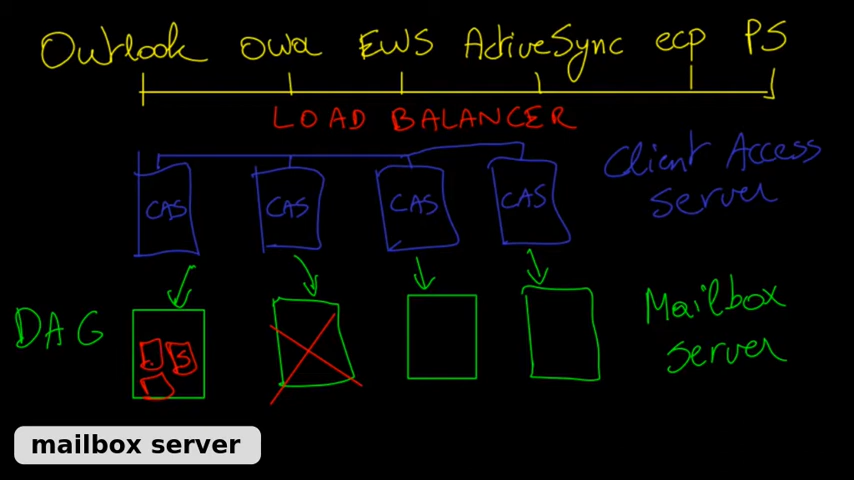 Outlook owa EWS ActiveSync ecp PS
LOAD BALANCER
Client Access
Server
CAS CAS CAS CAS
DAG
Mailbox
Server
S
mailbox server